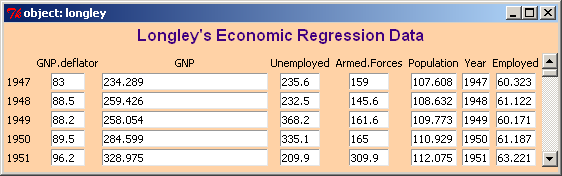 object: longley
Longley's Economic Regression Data
GNP.deflator GNP Unemployed Armed.Forces Population Year Employed
1947 83 234.289 235.6 159 107.608 1947 60.323
1948 88.5 259.426 232.5 145.6 108.632 1948 61.122
1949 88.2 258.054 368.2 161.6 109.773 1949 60.171
1950 89.5 284.599 335.1 165 110.929 1950 61.187
1951 96.2 328.975 209.9 309.9 112.075 1951 63.221